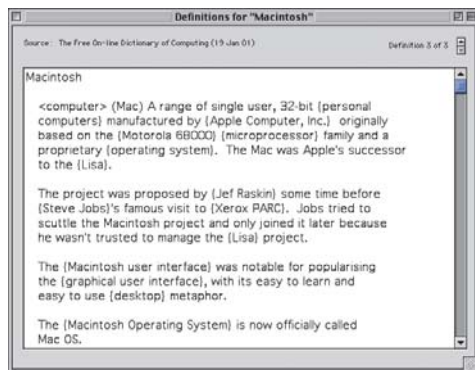 Definitions for "Macintosh"
Source: The Free On-line Dictionary of Computing (19 Jan 01)
Definition 3 of 3
Macintosh
<computer> (Mac) A range of single user, 32-bit {personal
computers} manufactured by {Apple Computer, Inc.} originally
based on the {Motorola 68000} {microprocessor} family and a
proprietary {operating system}. The Mac was Apple's successor
to the {Lisa}.
The project was proposed by {Jef Raskin} some time before
{Steve Jobs}'s famous visit to {Xerox PARC}. Jobs tried to
scuttle the Macintosh project and only joined it later because
he wasn't trusted to manage the {Lisa} project.
The {Macintosh user interface} was notable for popularising
the {graphical user interface}, with its easy to learn and
easy to use {desktop} metaphor.
The {Macintosh Operating System} is now officially called
Mac OS.